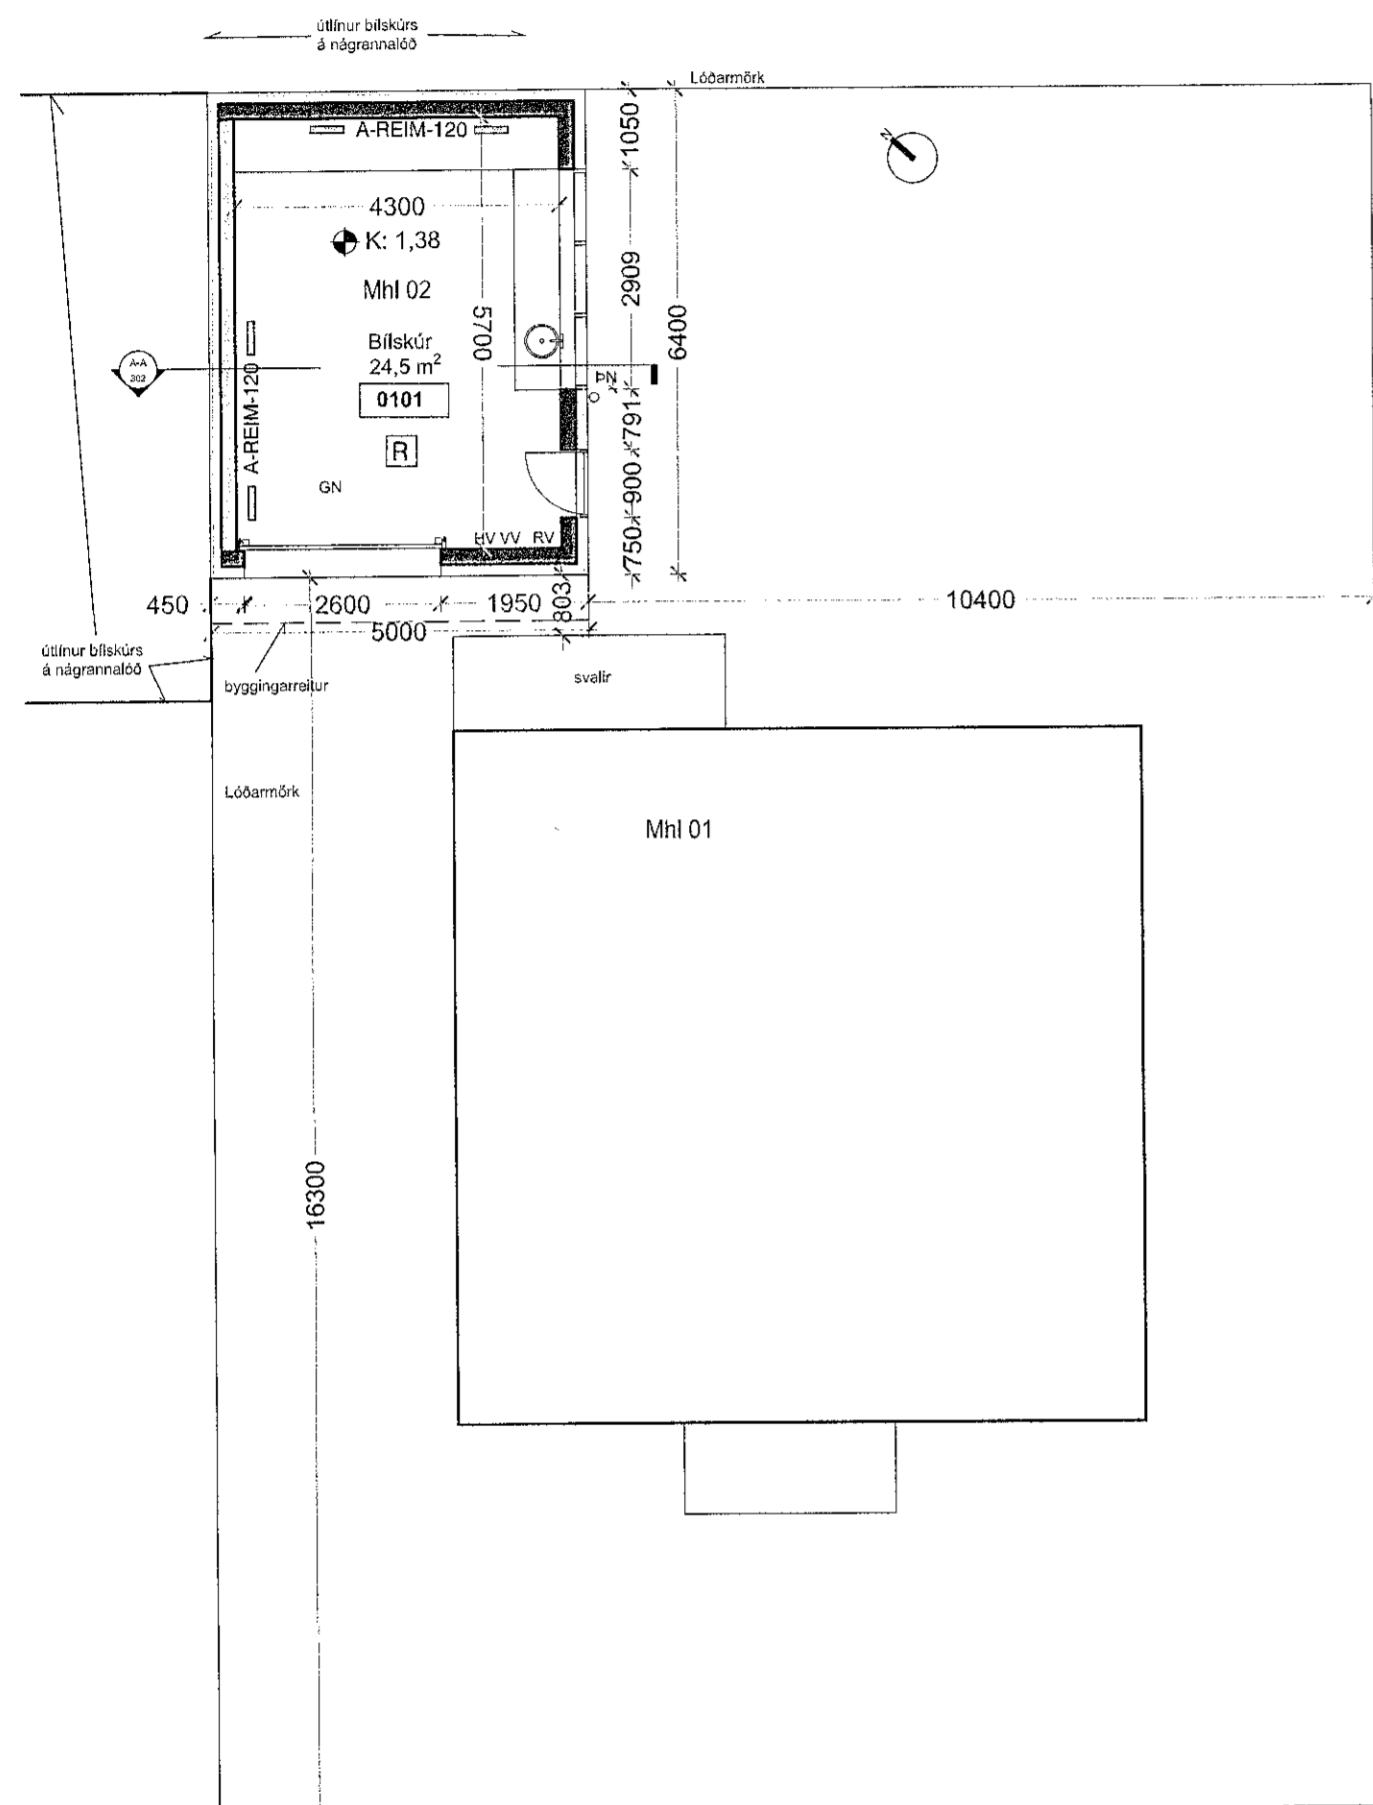 útlínur bílskúrs
á nágrannalóð
Lóðarmörk
A-REIM-120
1050
N
4300
K: 1,38
2909
Mhl 02
5700
6400
Bílskúr
24,5 m²
A-A
302
ÞN
0101
A-REIM-120
791
R
900
GN
HV VV RV
750
450
2600
1950
803
10400
5000
útlínur bílskúrs
á nágrannalóð
byggingarreitur
svalir
Lóðarmörk
Mhl 01
16300